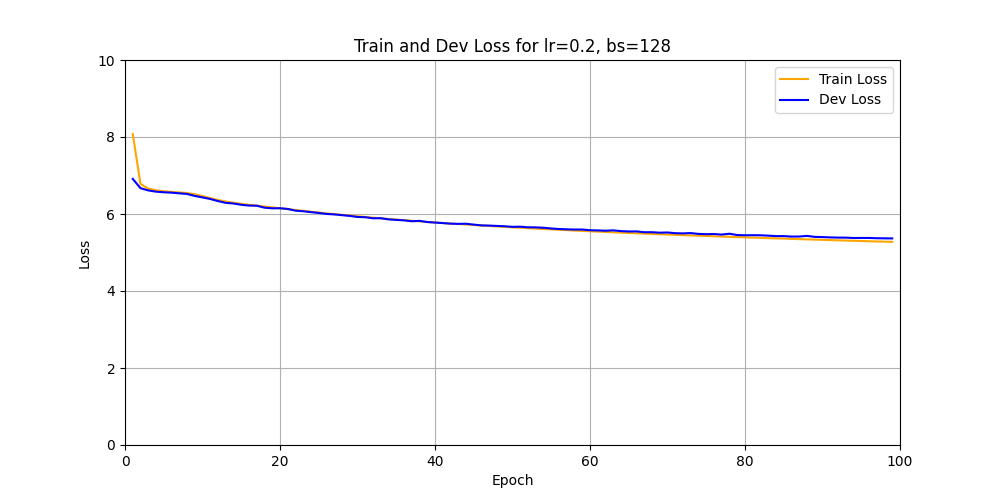 Train and Dev Loss for lr=0.2, bs=128
Train Loss
Dev Loss
10
8
6
4
2
0
Loss
0 20 40 60 80 100
Epoch